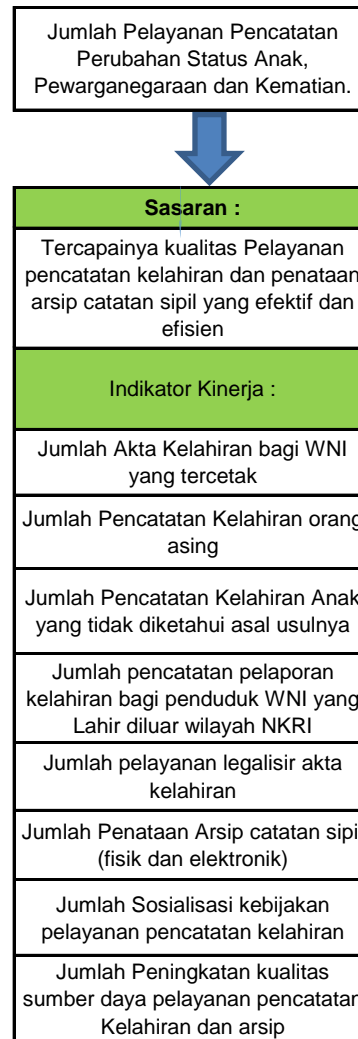 Jumlah Pelayanan Pencatatan
Perubahan Status Anak,
Pewarganegaraan dan Kematian.
Sasaran :
Tercapainya kualitas Pelayanan
pencatatan kelahiran dan penataan
arsip catatan sipil yang efektif dan
efisien
Indikator Kinerja :
Jumlah Akta Kelahiran bagi WNI
yang tercetak
Jumlah Pencatatan Kelahiran orang
asing
Jumlah Pencatatan Kelahiran Anak
yang tidak diketahui asal usulnya
Jumlah pencatatan pelaporan
kelahiran bagi penduduk WNI yang
Lahir diluar wilayah NKRI
Jumlah pelayanan legalisir akta
kelahiran
Jumlah Penataan Arsip catatan sipi
(fisik dan elektronik)
Jumlah Sosialisasi kebijakan
pelayanan pencatatan kelahiran
Jumlah Peningkatan kualitas
sumber daya pelayanan pencatatan
Kelahiran dan arsip